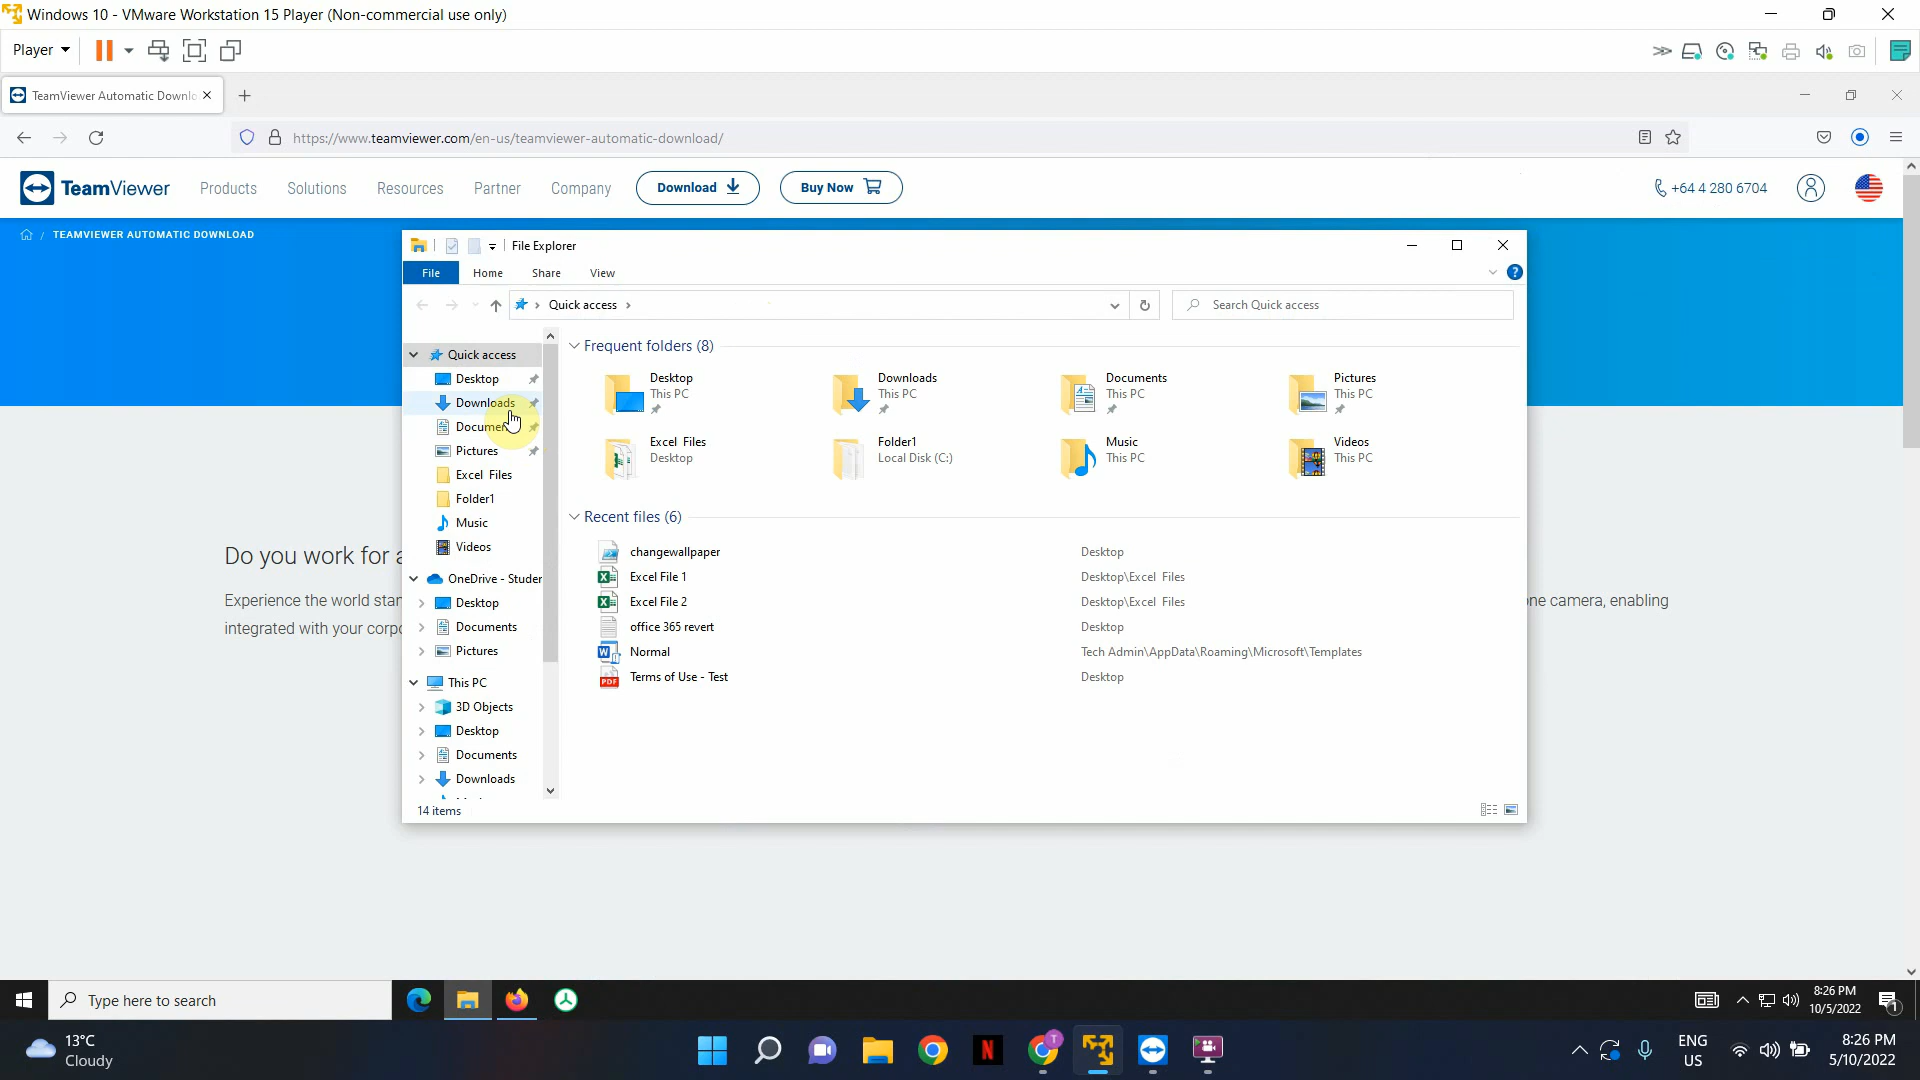 Windows 10 - VMware Workstation 15 Player (Non-commercial use only)
Player
TeamViewer Automatic Downlo
https://www.teamviewer.com/en-us/teamviewer-automatic-download/
TeamViewer
Products
Solutions
Resources
Partner
Company
Download
Buy Now
+64 4 280 6704
/ TEAMVIEWER AUTOMATIC DOWNLOAD
File Explorer
File
Home
Share
View
Quick access
Search Quick access
Quick access
Desktop
Downloads
Documen
Pictures
Excel Files
Folder1
Music
Videos
OneDrive - Studer
Desktop
Documents
Pictures
This PC
3D Objects
Desktop
Documents
Downloads
Frequent folders (8)
Desktop
This PC
Downloads
This PC
Documents
This PC
Pictures
This PC
Excel Files
Desktop
Folder1
Local Disk (C:)
Music
This PC
Videos
This PC
Recent files (6)
changewallpaper
Desktop
Excel File 1
Desktop\Excel Files
Excel File 2
Desktop\Excel Files
office 365 revert
Desktop
Normal
Tech Admin\AppData\Roaming\Microsoft\Templates
Terms of Use - Test
Desktop
14 items
Do you work for a
Experience the world stan
ne camera, enabling
integrated with your corpo
Type here to search
8:26 PM
10/5/2022
1
13°C
Cloudy
T
N
ENG
US
8:26 PM
5/10/2022